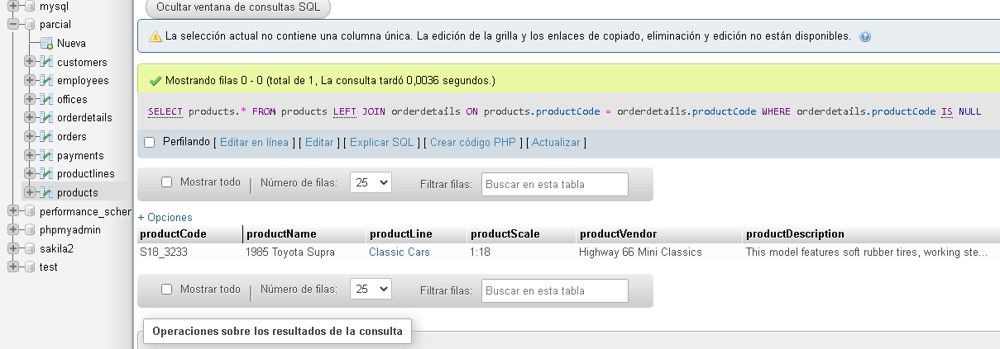 mysql
parcial
Nueva
customers
employees
offices
orderdetails
orders
payments
productlines
products
performance_scher
phpmyadmin
sakila2
test
Ocultar ventana de consultas SQL
La selección actual no contiene una columna única. La edición de la grilla y los enlaces de copiado, eliminación y edición no están disponibles.
Mostrando filas 0 - 0 (total de 1, La consulta tardó 0,0036 segundos.)
SELECT products.* FROM products LEFT JOIN orderdetails ON products.productCode = orderdetails.productCode WHERE orderdetails.productCode IS NULL
Perfilando [ Editar en línea ] [ Editar ] [ Explicar SQL ] [ Crear código PHP ] [ Actualizar ]
Mostrar todo | Número de filas: 25 Filtrar filas: Buscar en esta tabla
+ Opciones
productCode productName productLine productScale productVendor productDescription
S18_3233 1985 Toyota Supra Classic Cars 1:18 Highway 66 Mini Classics This model features soft rubber tires, working ste...
Mostrar todo | Número de filas: 25 Filtrar filas: Buscar en esta tabla
Operaciones sobre los resultados de la consulta